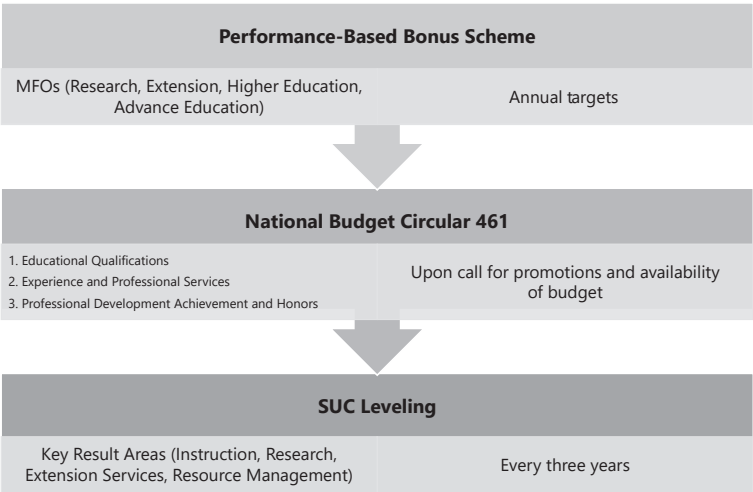 Performance-Based Bonus Scheme
MFOs (Research, Extension, Higher Education,
Advance Education)
Annual targets
National Budget Circular 461
1. Educational Qualifications
2. Experience and Professional Services
3. Professional Development Achievement and Honors
Upon call for promotions and availability
of budget
SUC Leveling
Key Result Areas (Instruction, Research,
Extension Services, Resource Management)
Every three years